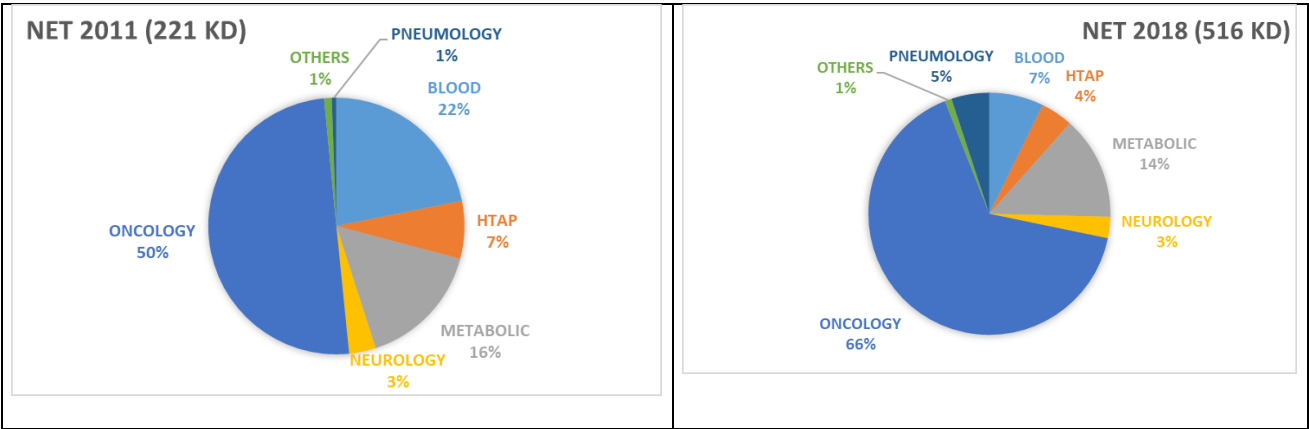 NET 2011 (221 KD)
PNEUMOLOGY
1%
OTHERS
1%
BLOOD
22%
HTAP
7%
ONCOLOGY
50%
METABOLIC
16%
NEUROLOGY
3%
NET 2018 (516 KD)
OTHERS
1%
PNEUMOLOGY
5%
BLOOD
7%
HTAP
4%
METABOLIC
14%
NEUROLOGY
3%
ONCOLOGY
66%